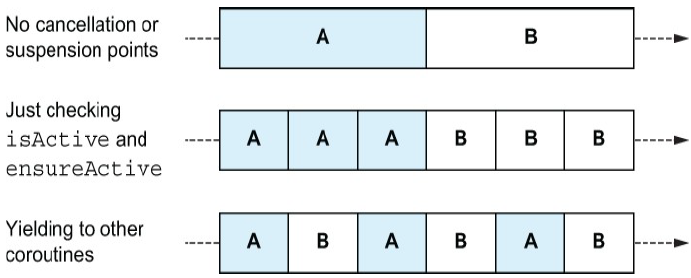 No cancellation or
suspension points
A B
Just checking
isActive and
ensureActive
A A A B B B
Yielding to other
coroutines
A B A B A B